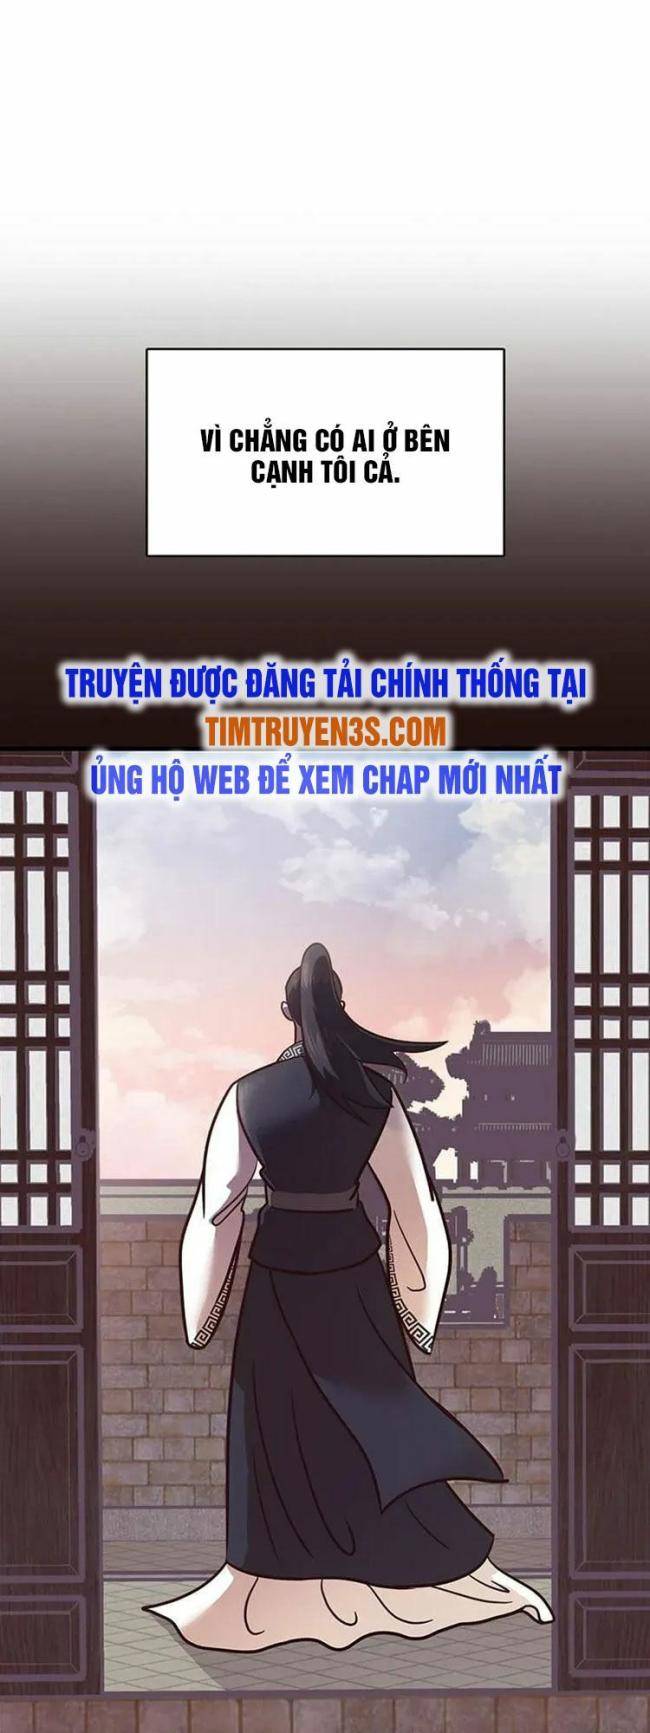 VÌ CHẲNG CÓ AI Ở BÊN
CẠNH TÔI CẢ.
TRUYỆN ĐƯỢC ĐĂNG TẢI CHÍNH THỐNG TẠI
TIMTRUYEN3S.COM
ỦNG HỘ WEB ĐỂ XEM CHAP MỚI NHẤT